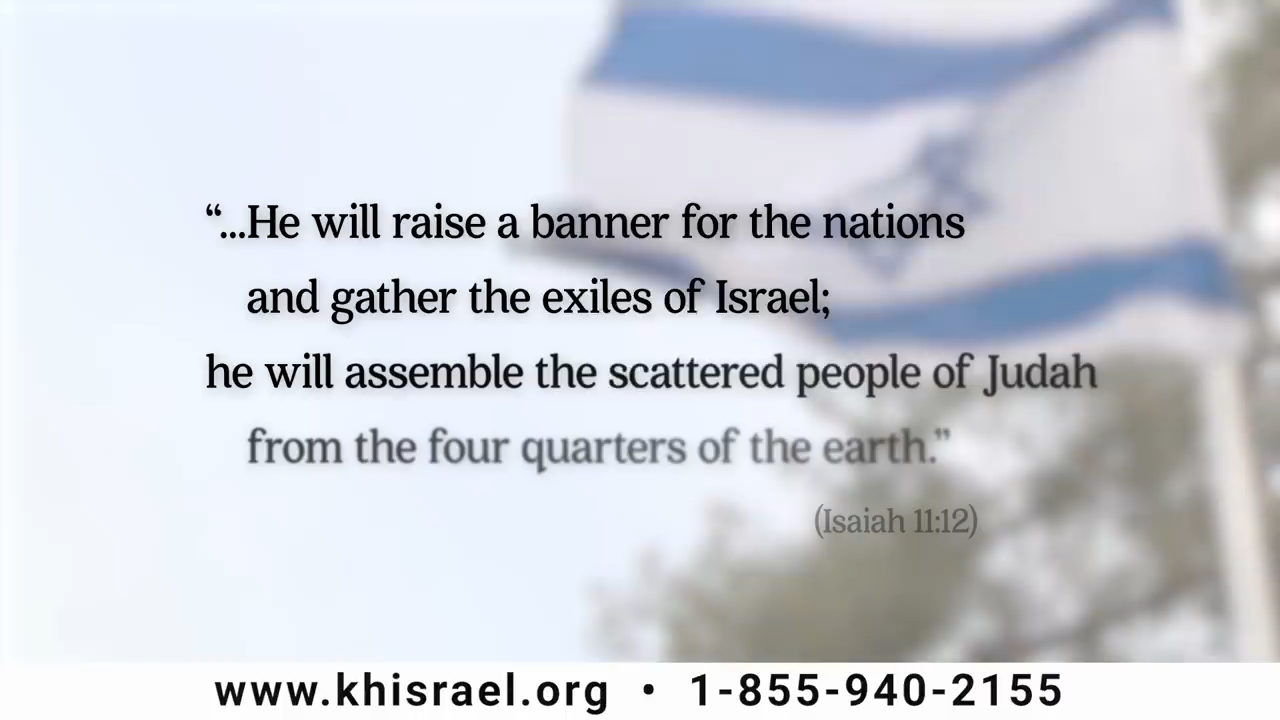 “...He will raise a banner for the nations
and gather the exiles of Israel;
he will assemble the scattered people of Judah
from the four quarters of the earth.”
(Isaiah 11:12)
www.khisrael.org • 1-855-940-2155